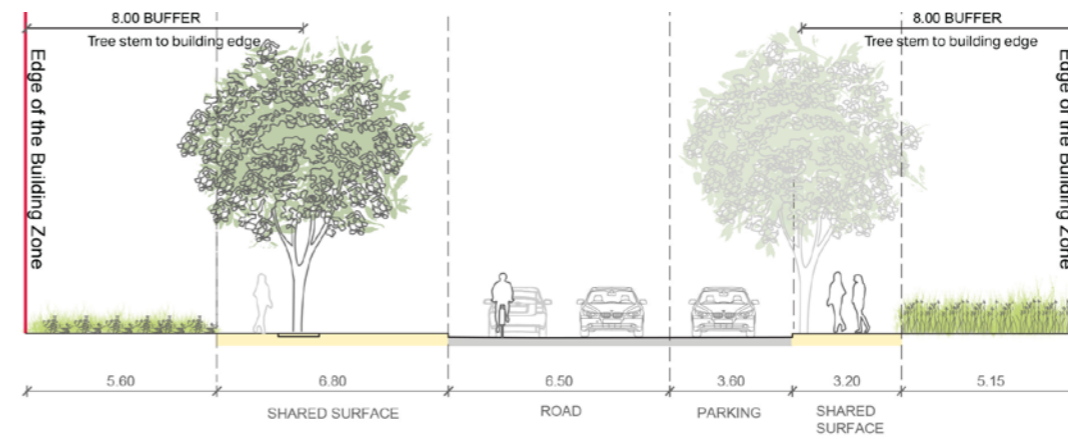 8.00 BUFFER
Tree stem to building edge
8.00 BUFFER
Tree stem to building edge
Edge of the Building Zone
Edge of the Building Zone
5.60
6.80
6.50
3.60
3.20
5.15
SHARED SURFACE
ROAD
PARKING
SHARED
SURFACE